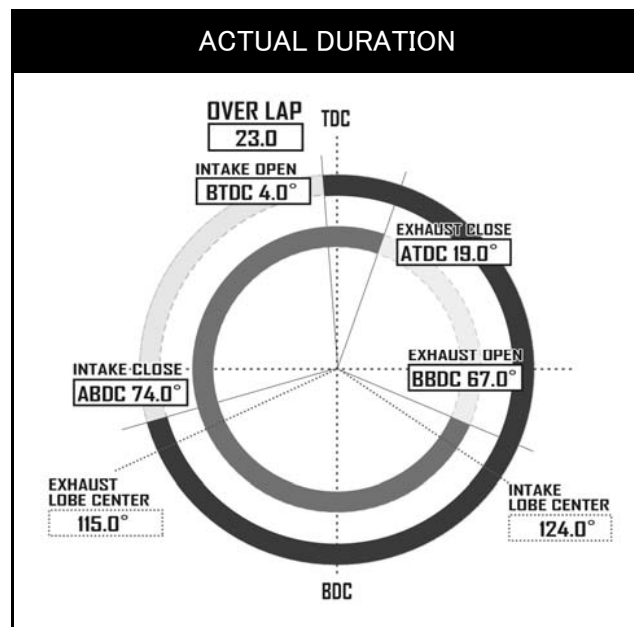 ACTUAL DURATION
OVER LAP
23.0
TDC
INTAKE OPEN
BTDC 4.0°
EXHAUST CLOSE
ATDC 19.0°
INTAKE CLOSE
ABDC 74.0°
EXHAUST OPEN
BBDC 67.0°
EXHAUST
LOBE CENTER
115.0°
INTAKE
LOBE CENTER
124.0°
BDC